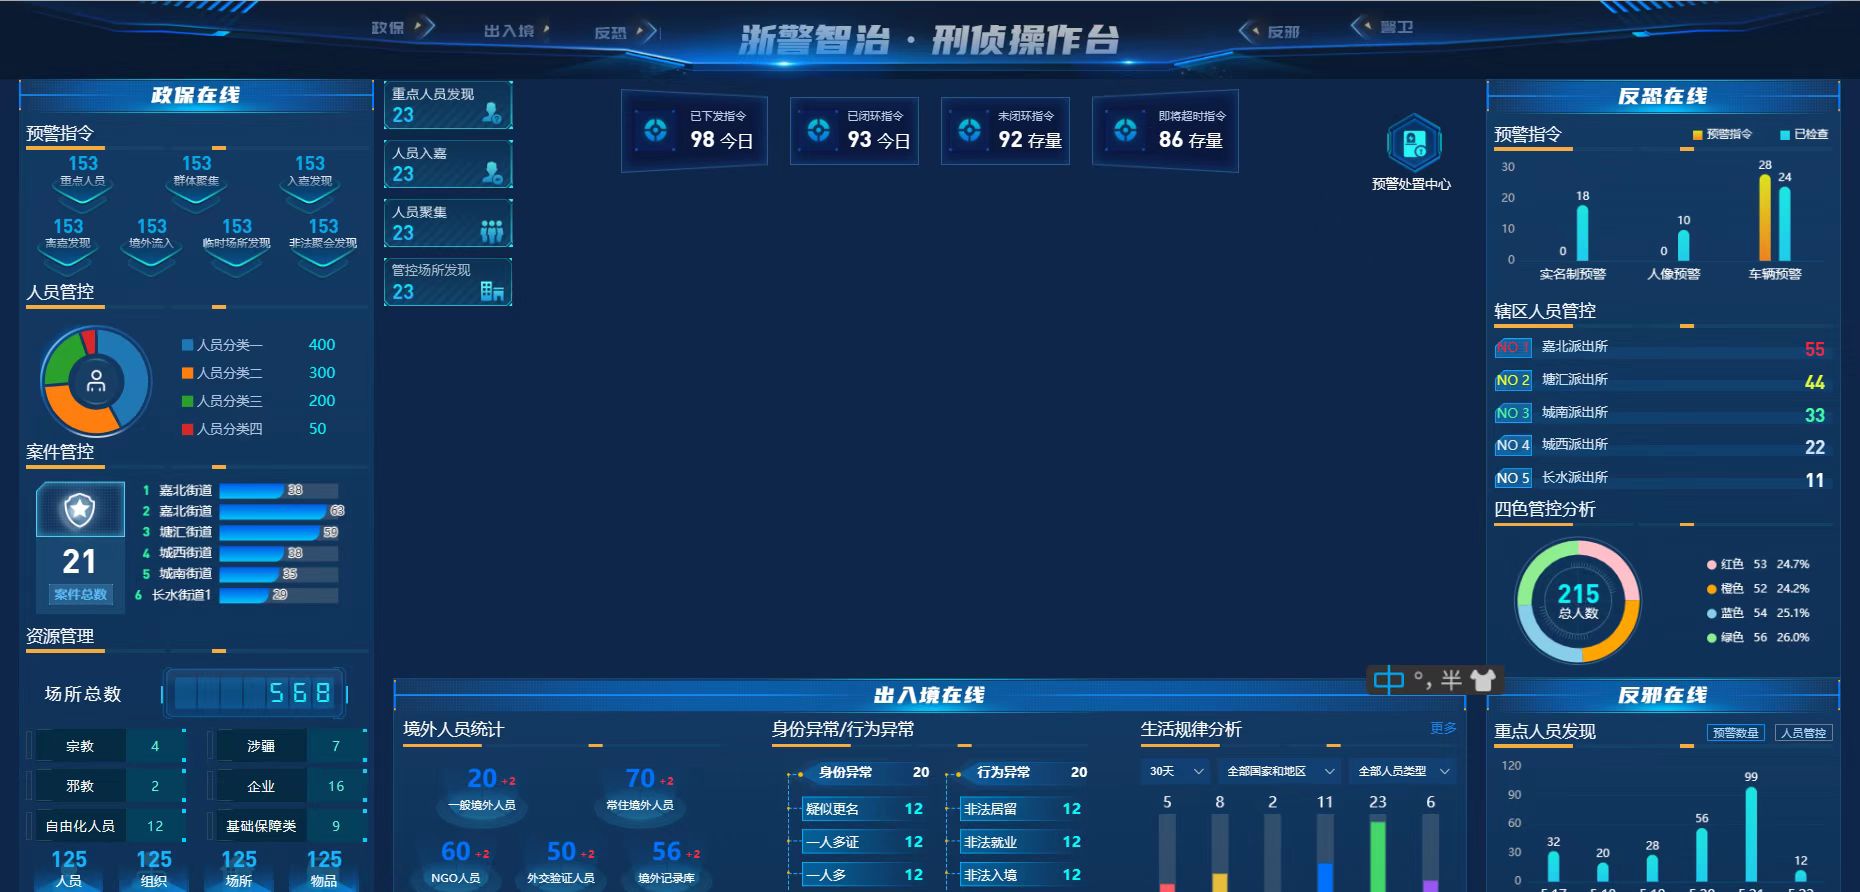 政保
出入境
反恐
浙警智治 · 刑侦操作台
反邪
警卫
政保在线
预警指令
153
重点人员
153
群体聚集
153
入嘉发现
153
离嘉发现
153
境外流入
153
临时场所发现
153
非法聚会发现
人员管控
人员分类一 400
人员分类二 300
人员分类三 200
人员分类四 50
案件管控
21
案件总数
1 嘉北街道 38
2 嘉北街道 63
3 塘汇街道 59
4 城西街道 38
5 城南街道 35
6 长水街道1 29
资源管理
场所总数 568
宗教 4
涉疆 7
邪教 2
企业 16
自由化人员 12
基础保障类 9
125
人员
125
组织
125
场所
125
物品
重点人员发现
23
人员入嘉
23
人员聚集
23
管控场所发现
23
已下发指令
98 今日
已闭环指令
93 今日
未闭环指令
92 存量
即将超时指令
86 存量
预警处置中心
出入境在线
境外人员统计
20 +2
一般境外人员
70 +2
常住境外人员
60 +2
NGO人员
50 +2
外交验证人员
56 +2
境外记录库
身份异常/行为异常
身份异常 20
疑似更名 12
一人多证 12
一人多 12
行为异常 20
非法居留 12
非法就业 12
非法入境 12
生活规律分析
更多
30天
全部国家和地区
全部人员类型
5 8 2 11 23 6
中 °, 半
反恐在线
预警指令
预警指令 已检查
30
20
10
0
0 18
0 10
28 24
实名制预警 人像预警 车辆预警
辖区人员管控
NO 1 嘉北派出所 55
NO 2 塘汇派出所 44
NO 3 城南派出所 33
NO 4 城西派出所 22
NO 5 长水派出所 11
四色管控分析
215
总人数
红色 53 24.7%
橙色 52 24.2%
蓝色 54 25.1%
绿色 56 26.0%
反邪在线
重点人员发现
预警数量
人员管控
120
90
60
30
0
32 20 28 56 99 12